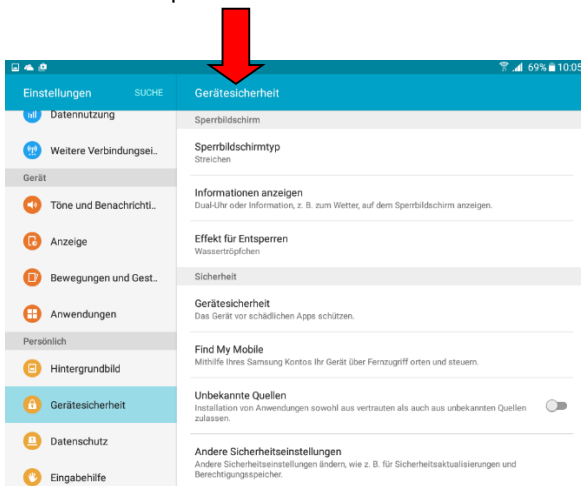 69% 10:05
Einstellungen SUCHE
Datennutzung
Weitere Verbindungsei..
Gerät
Töne und Benachrichti..
Anzeige
Bewegungen und Gest..
Anwendungen
Persönlich
Hintergrundbild
Gerätesicherheit
Datenschutz
Eingabehilfe
Gerätesicherheit
Sperrbildschirm
Sperrbildschirmtyp
Streichen
Informationen anzeigen
Dual-Uhr oder Information, z. B. zum Wetter, auf dem Sperrbildschirm anzeigen.
Effekt für Entsperren
Wassertröpfchen
Sicherheit
Gerätesicherheit
Das Gerät vor schädlichen Apps schützen.
Find My Mobile
Mithilfe Ihres Samsung Kontos Ihr Gerät über Fernzugriff orten und steuern.
Unbekannte Quellen
Installation von Anwendungen sowohl aus vertrauten als auch aus unbekannten Quellen
zulassen.
Andere Sicherheitseinstellungen
Andere Sicherheitseinstellungen ändern, wie z. B. für Sicherheitsaktualisierungen und
Berechtigungsspeicher.